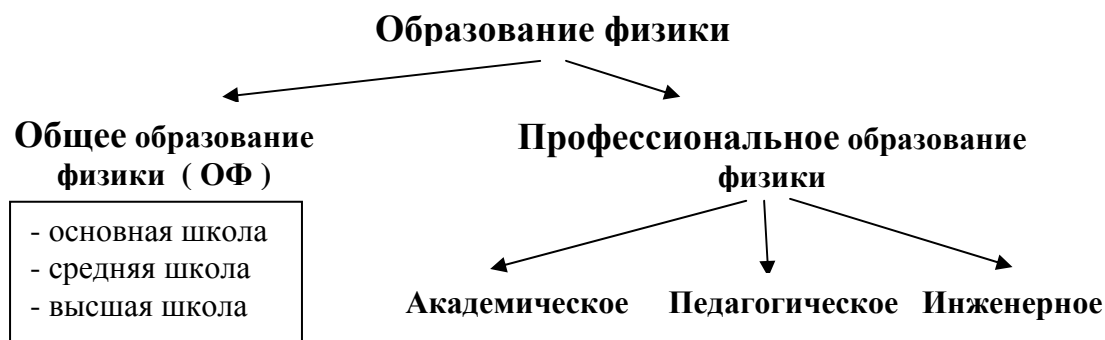 Образование физики
Общее образование
физики ( ОФ )
Профессиональное образование
физики
- основная школа
- средняя школа
- высшая школа
Академическое Педагогическое Инженерное